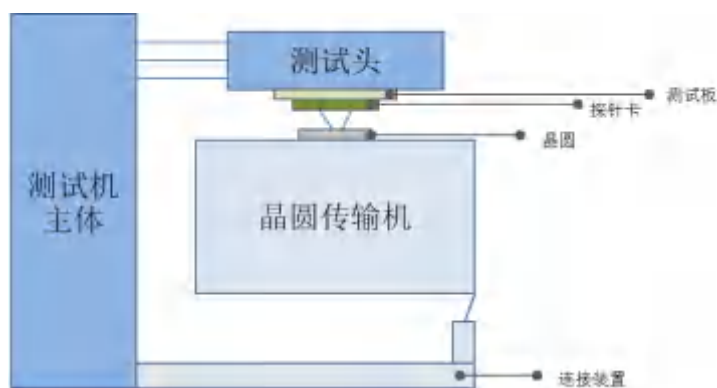 测试头
测试板
探针卡
晶圆
测试机
主体
晶圆传输机
连接装置